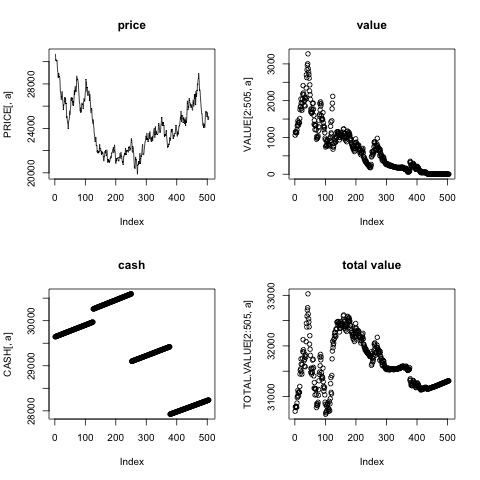 price
PRICE[, a]
20000 22000 24000 26000 28000
0 100 200 300 400 500
Index
value
VALUE[2:505, a]
0 1000 2000 3000
0 100 200 300 400 500
Index
cash
CASH[, a]
28000 29000 30000
0 100 200 300 400 500
Index
total value
TOTAL.VALUE[2:505, a]
31000 32000 33000
0 100 200 300 400 500
Index